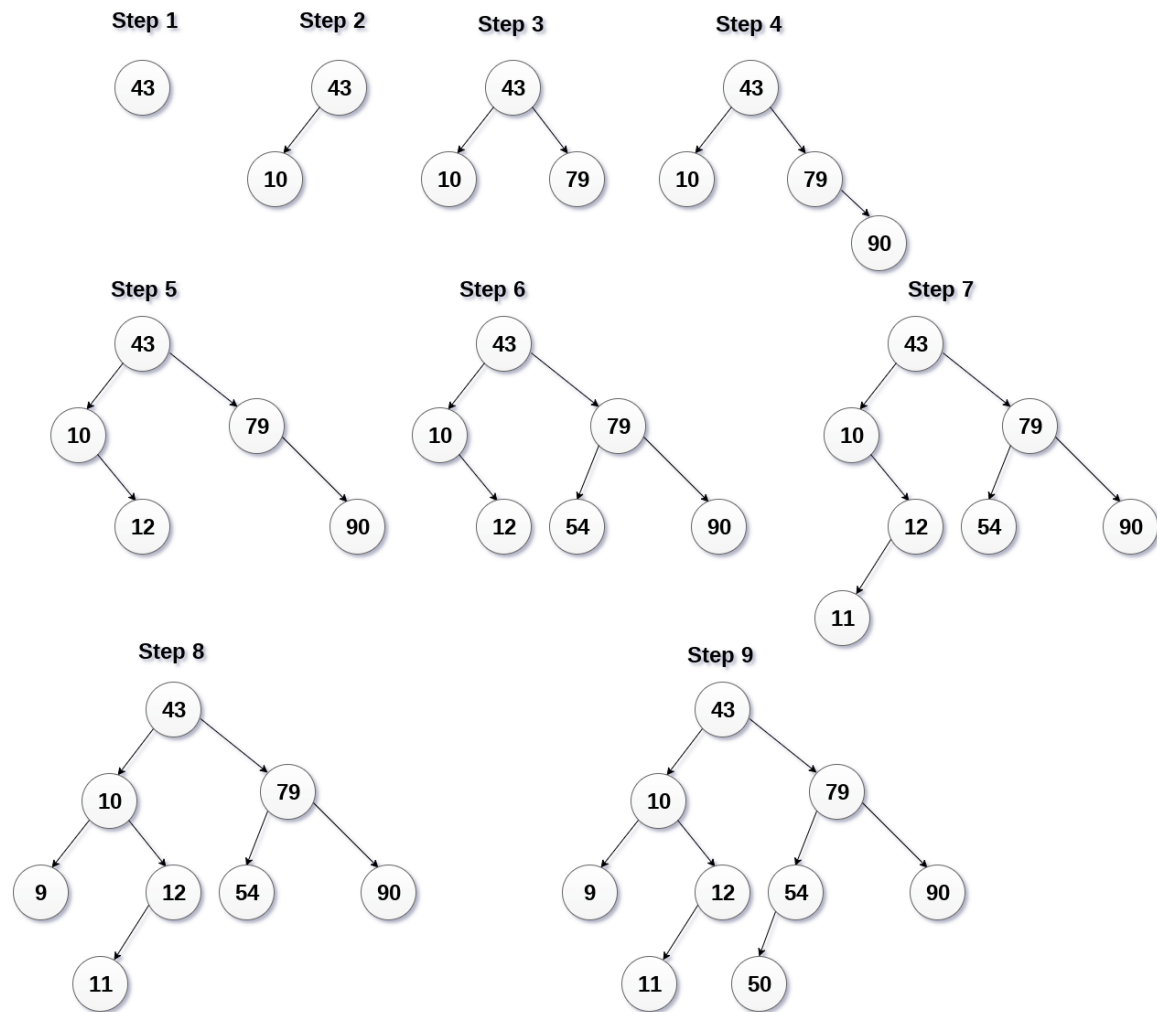 Step 1 Step 2 Step 3 Step 4
43 43 43 43
10 10 79 10 79
90
Step 5 Step 6 Step 7
43 43 43
10 79 10 79 10 79
12 90 12 54 90 12 54 90
11
Step 8 Step 9
43 43
10 79 10 79
9 12 54 90 9 12 54 90
11 11 50